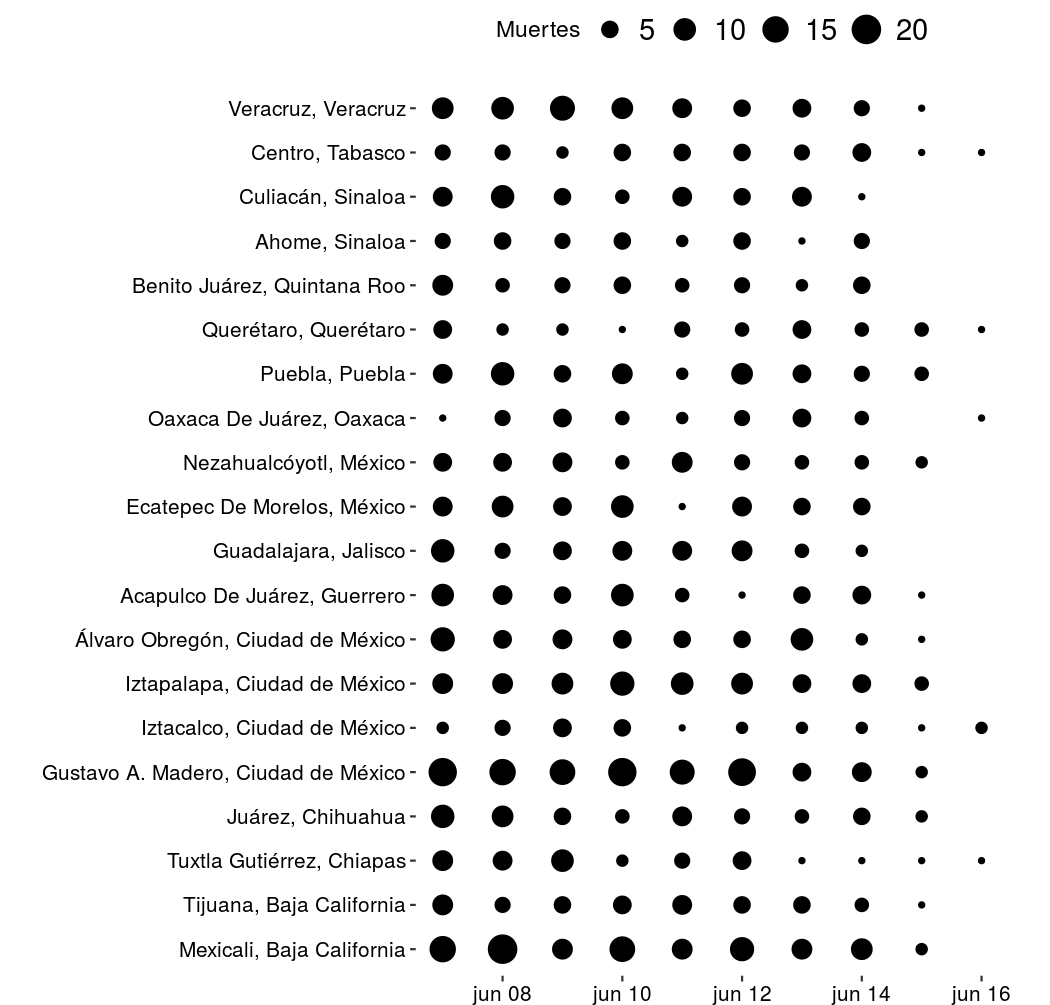 Muertes 5 10 15 20
Veracruz, Veracruz
Centro, Tabasco
Culiacán, Sinaloa
Ahome, Sinaloa
Benito Juárez, Quintana Roo
Querétaro, Querétaro
Puebla, Puebla
Oaxaca De Juárez, Oaxaca
Nezahualcóyotl, México
Ecatepec De Morelos, México
Guadalajara, Jalisco
Acapulco De Juárez, Guerrero
Álvaro Obregón, Ciudad de México
Iztapalapa, Ciudad de México
Iztacalco, Ciudad de México
Gustavo A. Madero, Ciudad de México
Juárez, Chihuahua
Tuxtla Gutiérrez, Chiapas
Tijuana, Baja California
Mexicali, Baja California
jun 08 jun 10 jun 12 jun 14 jun 16